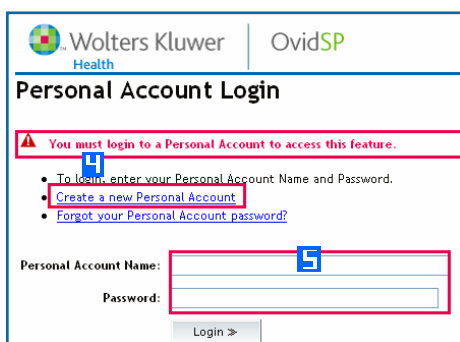 Wolters Kluwer OvidSP
Health
Personal Account Login
You must login to a Personal Account to access this feature.
4
To login, enter your Personal Account Name and Password.
Create a new Personal Account
Forgot your Personal Account password?
5
Personal Account Name:
Password:
Login >>